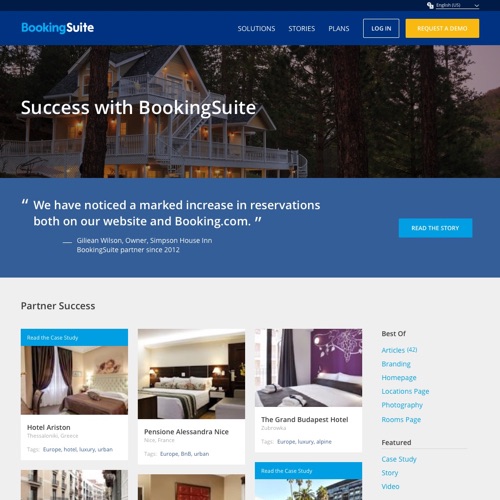 English (US)
BookingSuite
SOLUTIONS
STORIES
PLANS
LOG IN
REQUEST A DEMO
Success with BookingSuite
“ We have noticed a marked increase in reservations
both on our website and Booking.com. ”
Giliean Wilson, Owner, Simpson House Inn
BookingSuite partner since 2012
READ THE STORY
Partner Success
Read the Case Study
Hotel Ariston
Thessaloniki, Greece
Tags: Europe, hotel, luxury, urban
Pensione Alessandra Nice
Nice, France
Tags: Europe, BnB, urban
The Grand Budapest Hotel
Zubrowka
Tags: Europe, luxury, alpine
Read the Case Study
Best Of
Articles (42)
Branding
Homepage
Locations Page
Photography
Rooms Page
Featured
Case Study
Story
Video